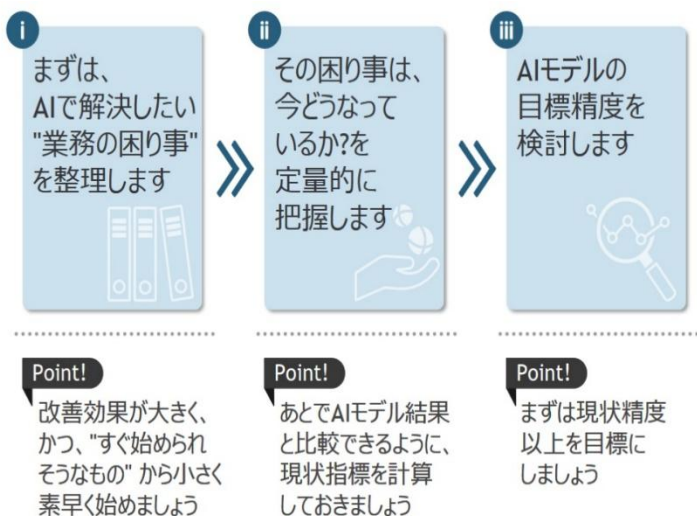 i
まずは、
AIで解決したい
"業務の困り事"
を整理します
ii
その困り事は、
今どうなって
いるか?を
定量的に
把握します
iii
AIモデルの
目標精度を
検討します
Point!
改善効果が大きく、
かつ、"すぐ始められ
そうなもの" から小さく
素早く始めましょう
Point!
あとでAIモデル結果
と比較できるように、
現状指標を計算
しておきましょう
Point!
まずは現状精度
以上を目標に
しましょう